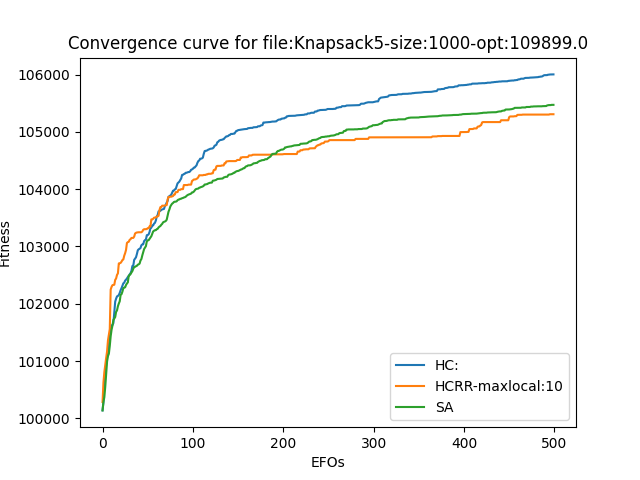 Convergence curve for file:Knapsack5-size:1000-opt:109899.0
106000
105000
104000
103000
102000
101000
100000
Fitness
0
100
200
300
400
500
EFOs
HC:
HCRR-maxlocal:10
SA